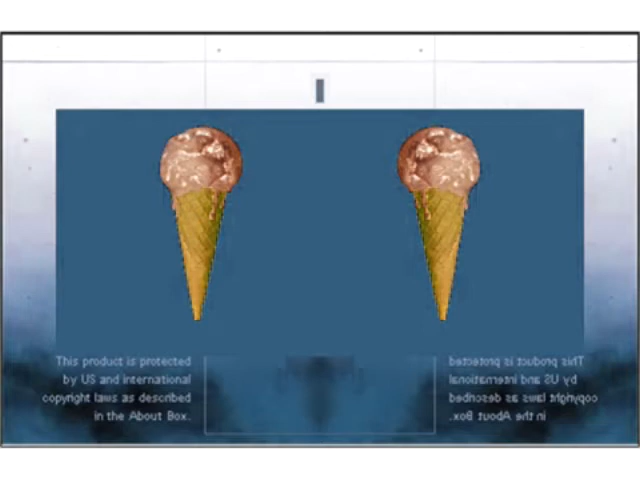 This product is protected
by US and international
copyright laws as described
in the About Box.
This product is protected
by US and international
copyright laws as described
in the About Box.